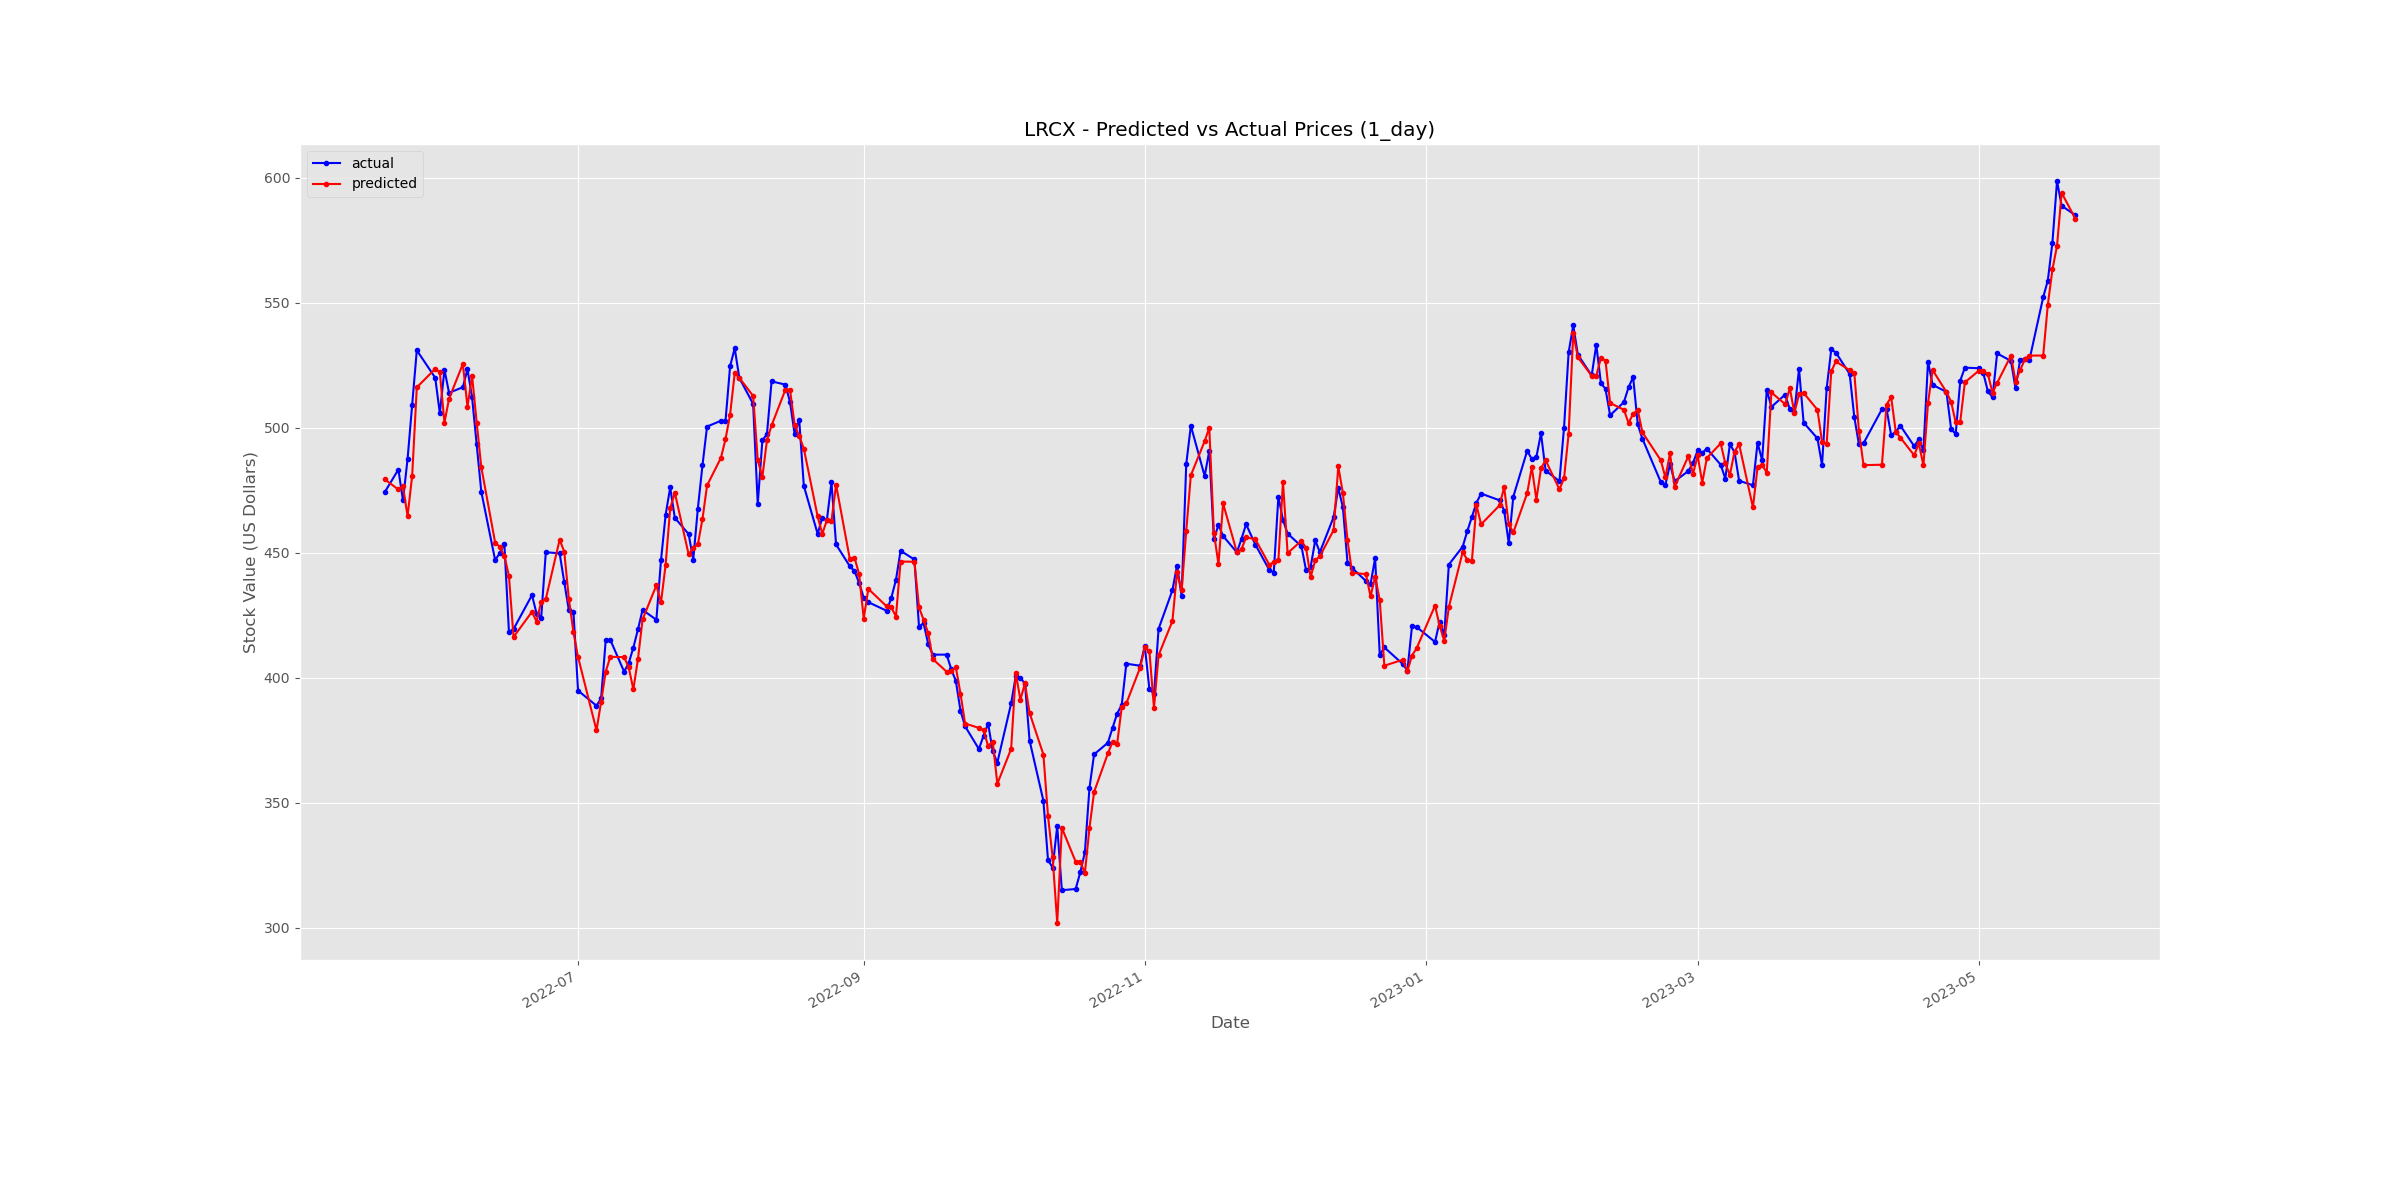 LRCX - Predicted vs Actual Prices (1_day)
actual
predicted
600
550
500
450
400
350
300
Stock Value (US Dollars)
2022-07
2022-09
2022-11
2023-01
2023-03
2023-05
Date